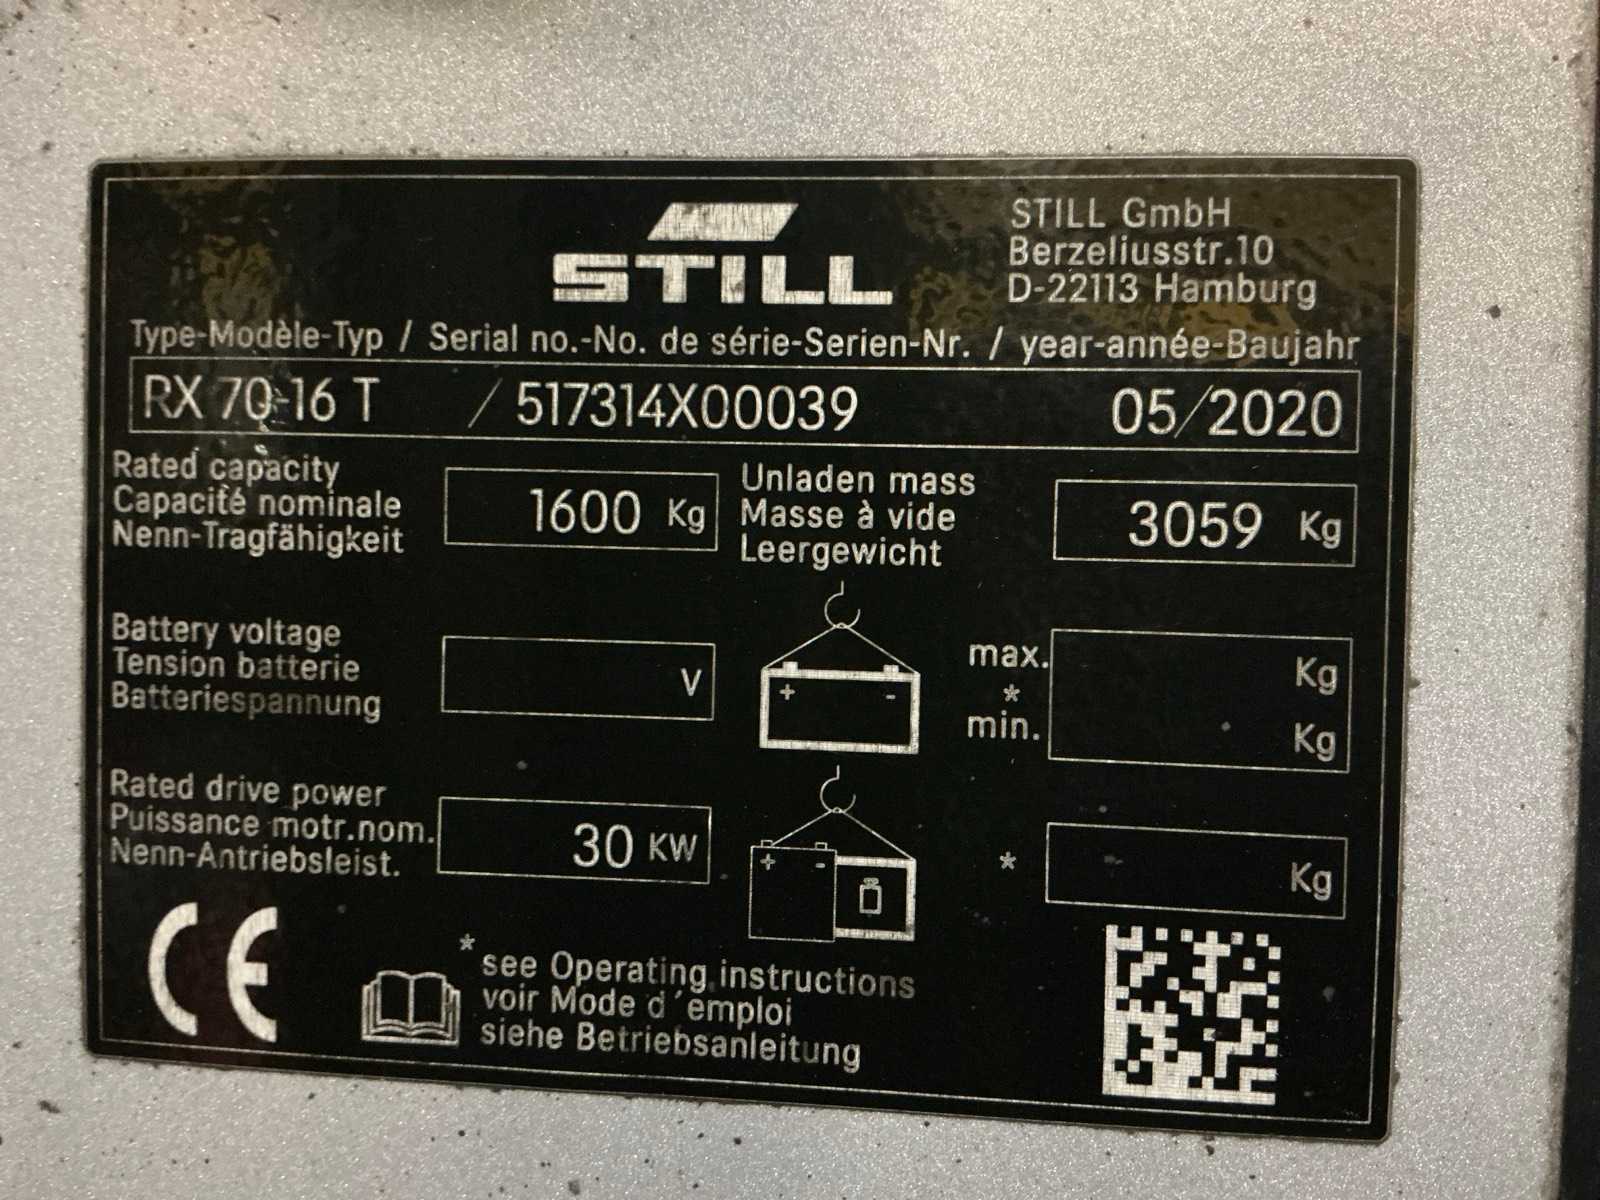 STILL
STILL GmbH
Berzeliusstr.10
D-22113 Hamburg
Type-Modèle-Typ / Serial no.-No. de série-Serien-Nr. / year-année-Baujahr
RX 70-16 T / 517314X00039 05/2020
Rated capacity
Capacité nominale
Nenn-Tragfähigkeit
1600 Kg
Unladen mass
Masse à vide
Leergewicht
3059 Kg
Battery voltage
Tension batterie
Batteriespannung
V
+ -
max. Kg
*
min. Kg
Rated drive power
Puissance motr.nom.
Nenn-Antriebsleist.
30 KW
+ -
* Kg
CE
* see Operating instructions
voir Mode d'emploi
siehe Betriebsanleitung